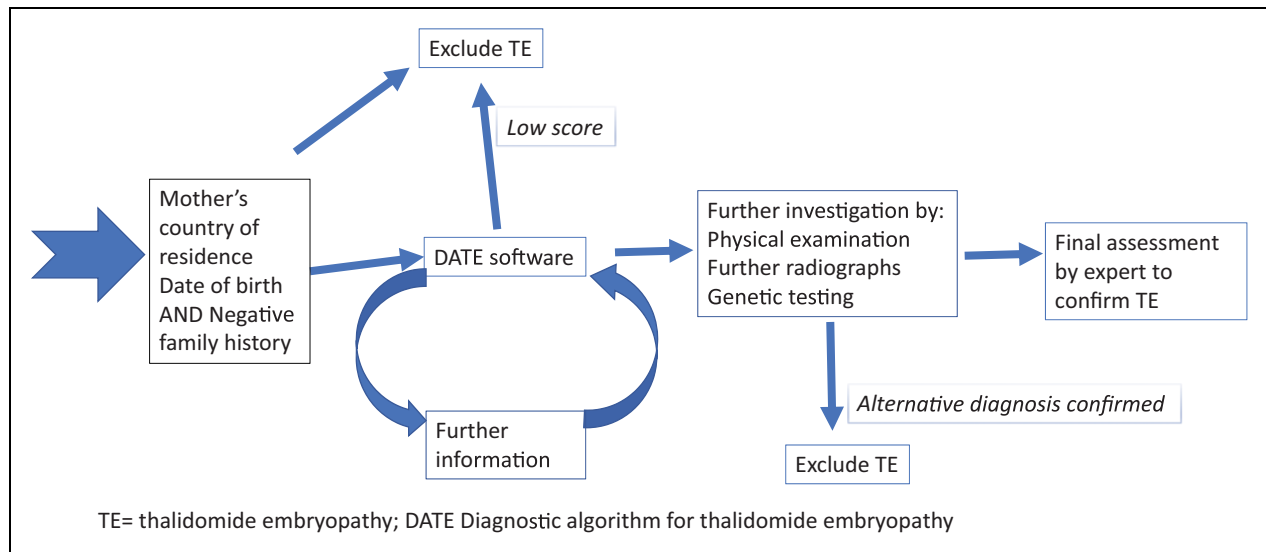 Exclude TE
Low score
Mother's
country of
residence
Date of birth
AND Negative
family history
DATE software
Further
information
Further investigation by:
Physical examination
Further radiographs
Genetic testing
Final assessment
by expert to
confirm TE
Alternative diagnosis confirmed
Exclude TE
TE= thalidomide embryopathy; DATE Diagnostic algorithm for thalidomide embryopathy